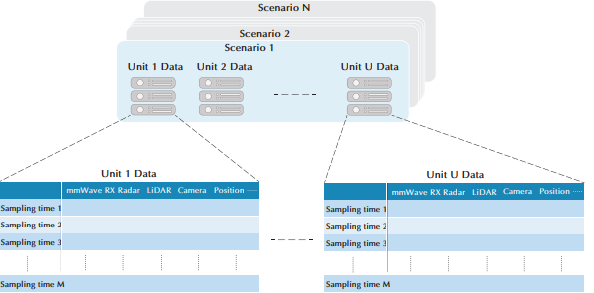 Scenario N
Scenario 2
Scenario 1
Unit 1 Data Unit 2 Data Unit U Data
Unit 1 Data
mmWave RX Radar LiDAR Camera Position
Sampling time 1
Sampling time 2
Sampling time 3
Sampling time M
Unit U Data
mmWave RX Radar LiDAR Camera Position
Sampling time 1
Sampling time 2
Sampling time 3
Sampling time M